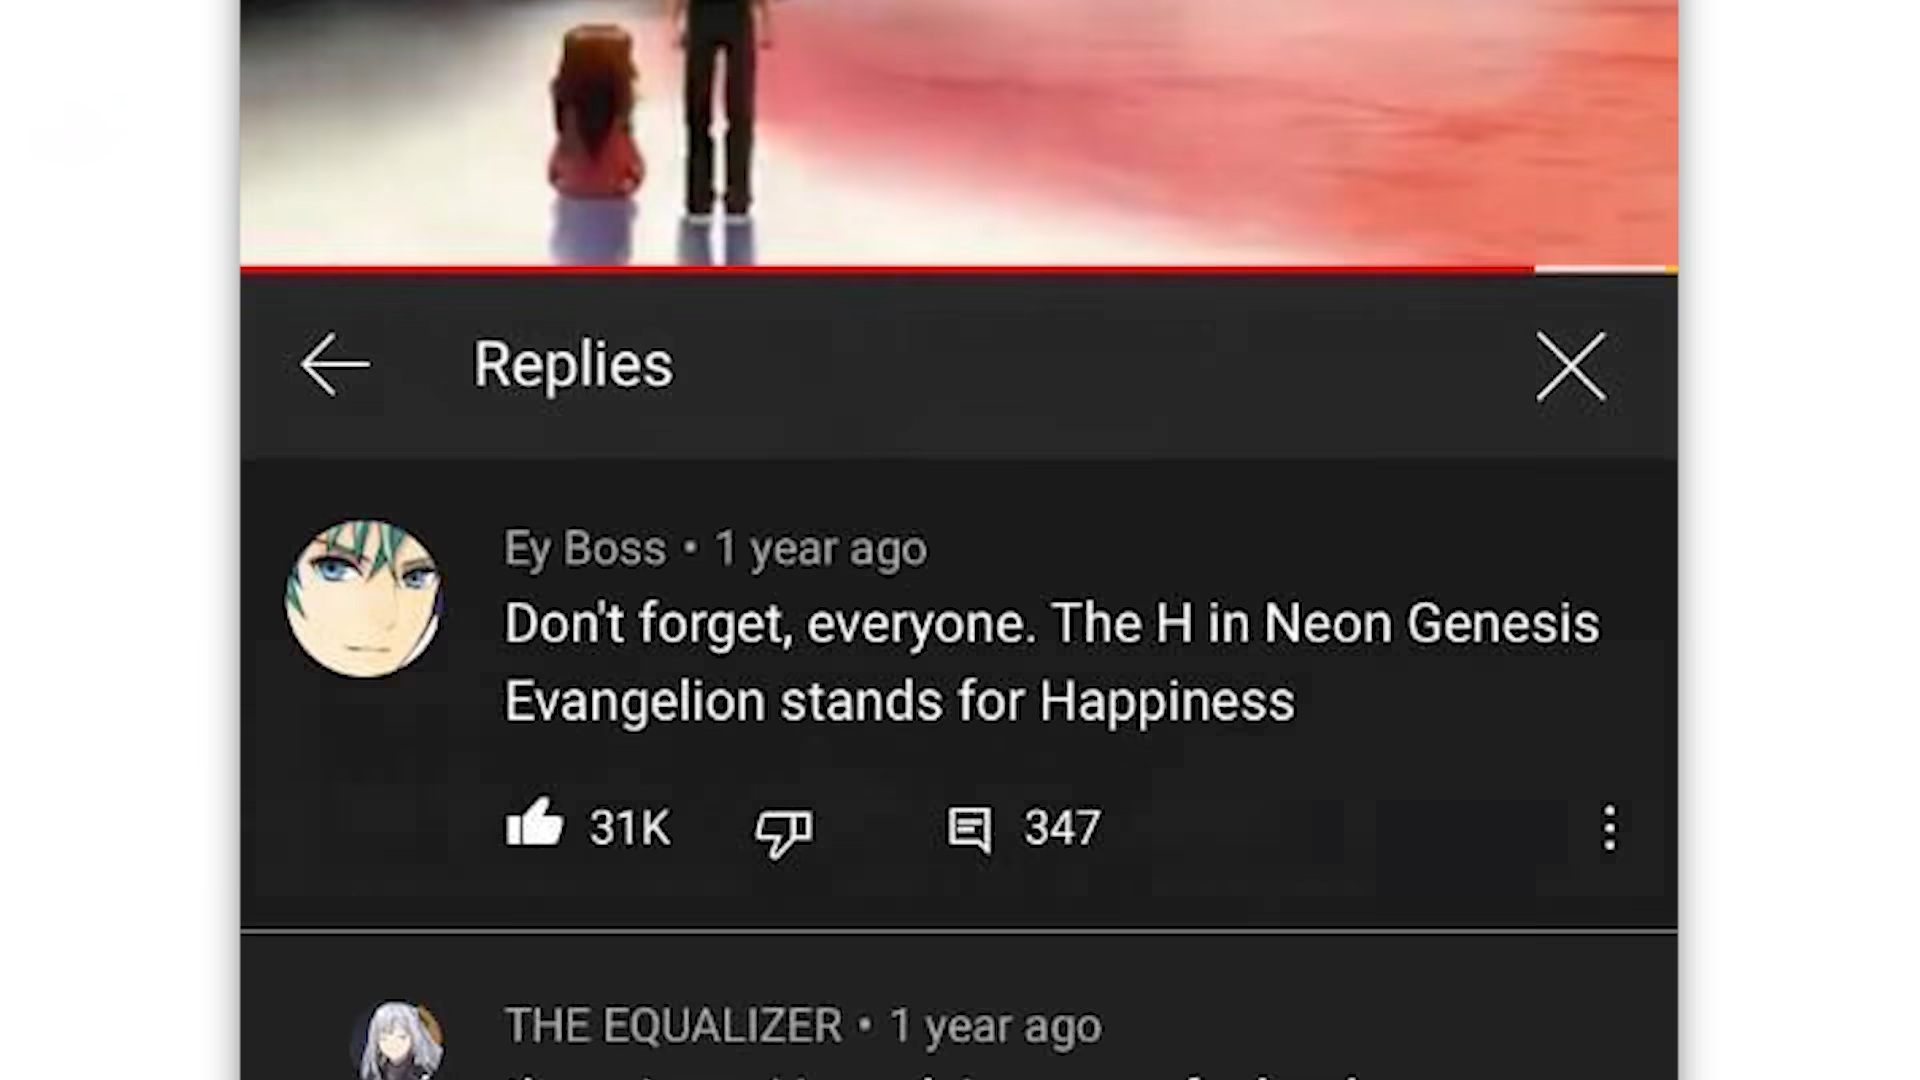 Replies
Ey Boss • 1 year ago
Don't forget, everyone. The H in Neon Genesis
Evangelion stands for Happiness
31K
347
THE EQUALIZER • 1 year ago